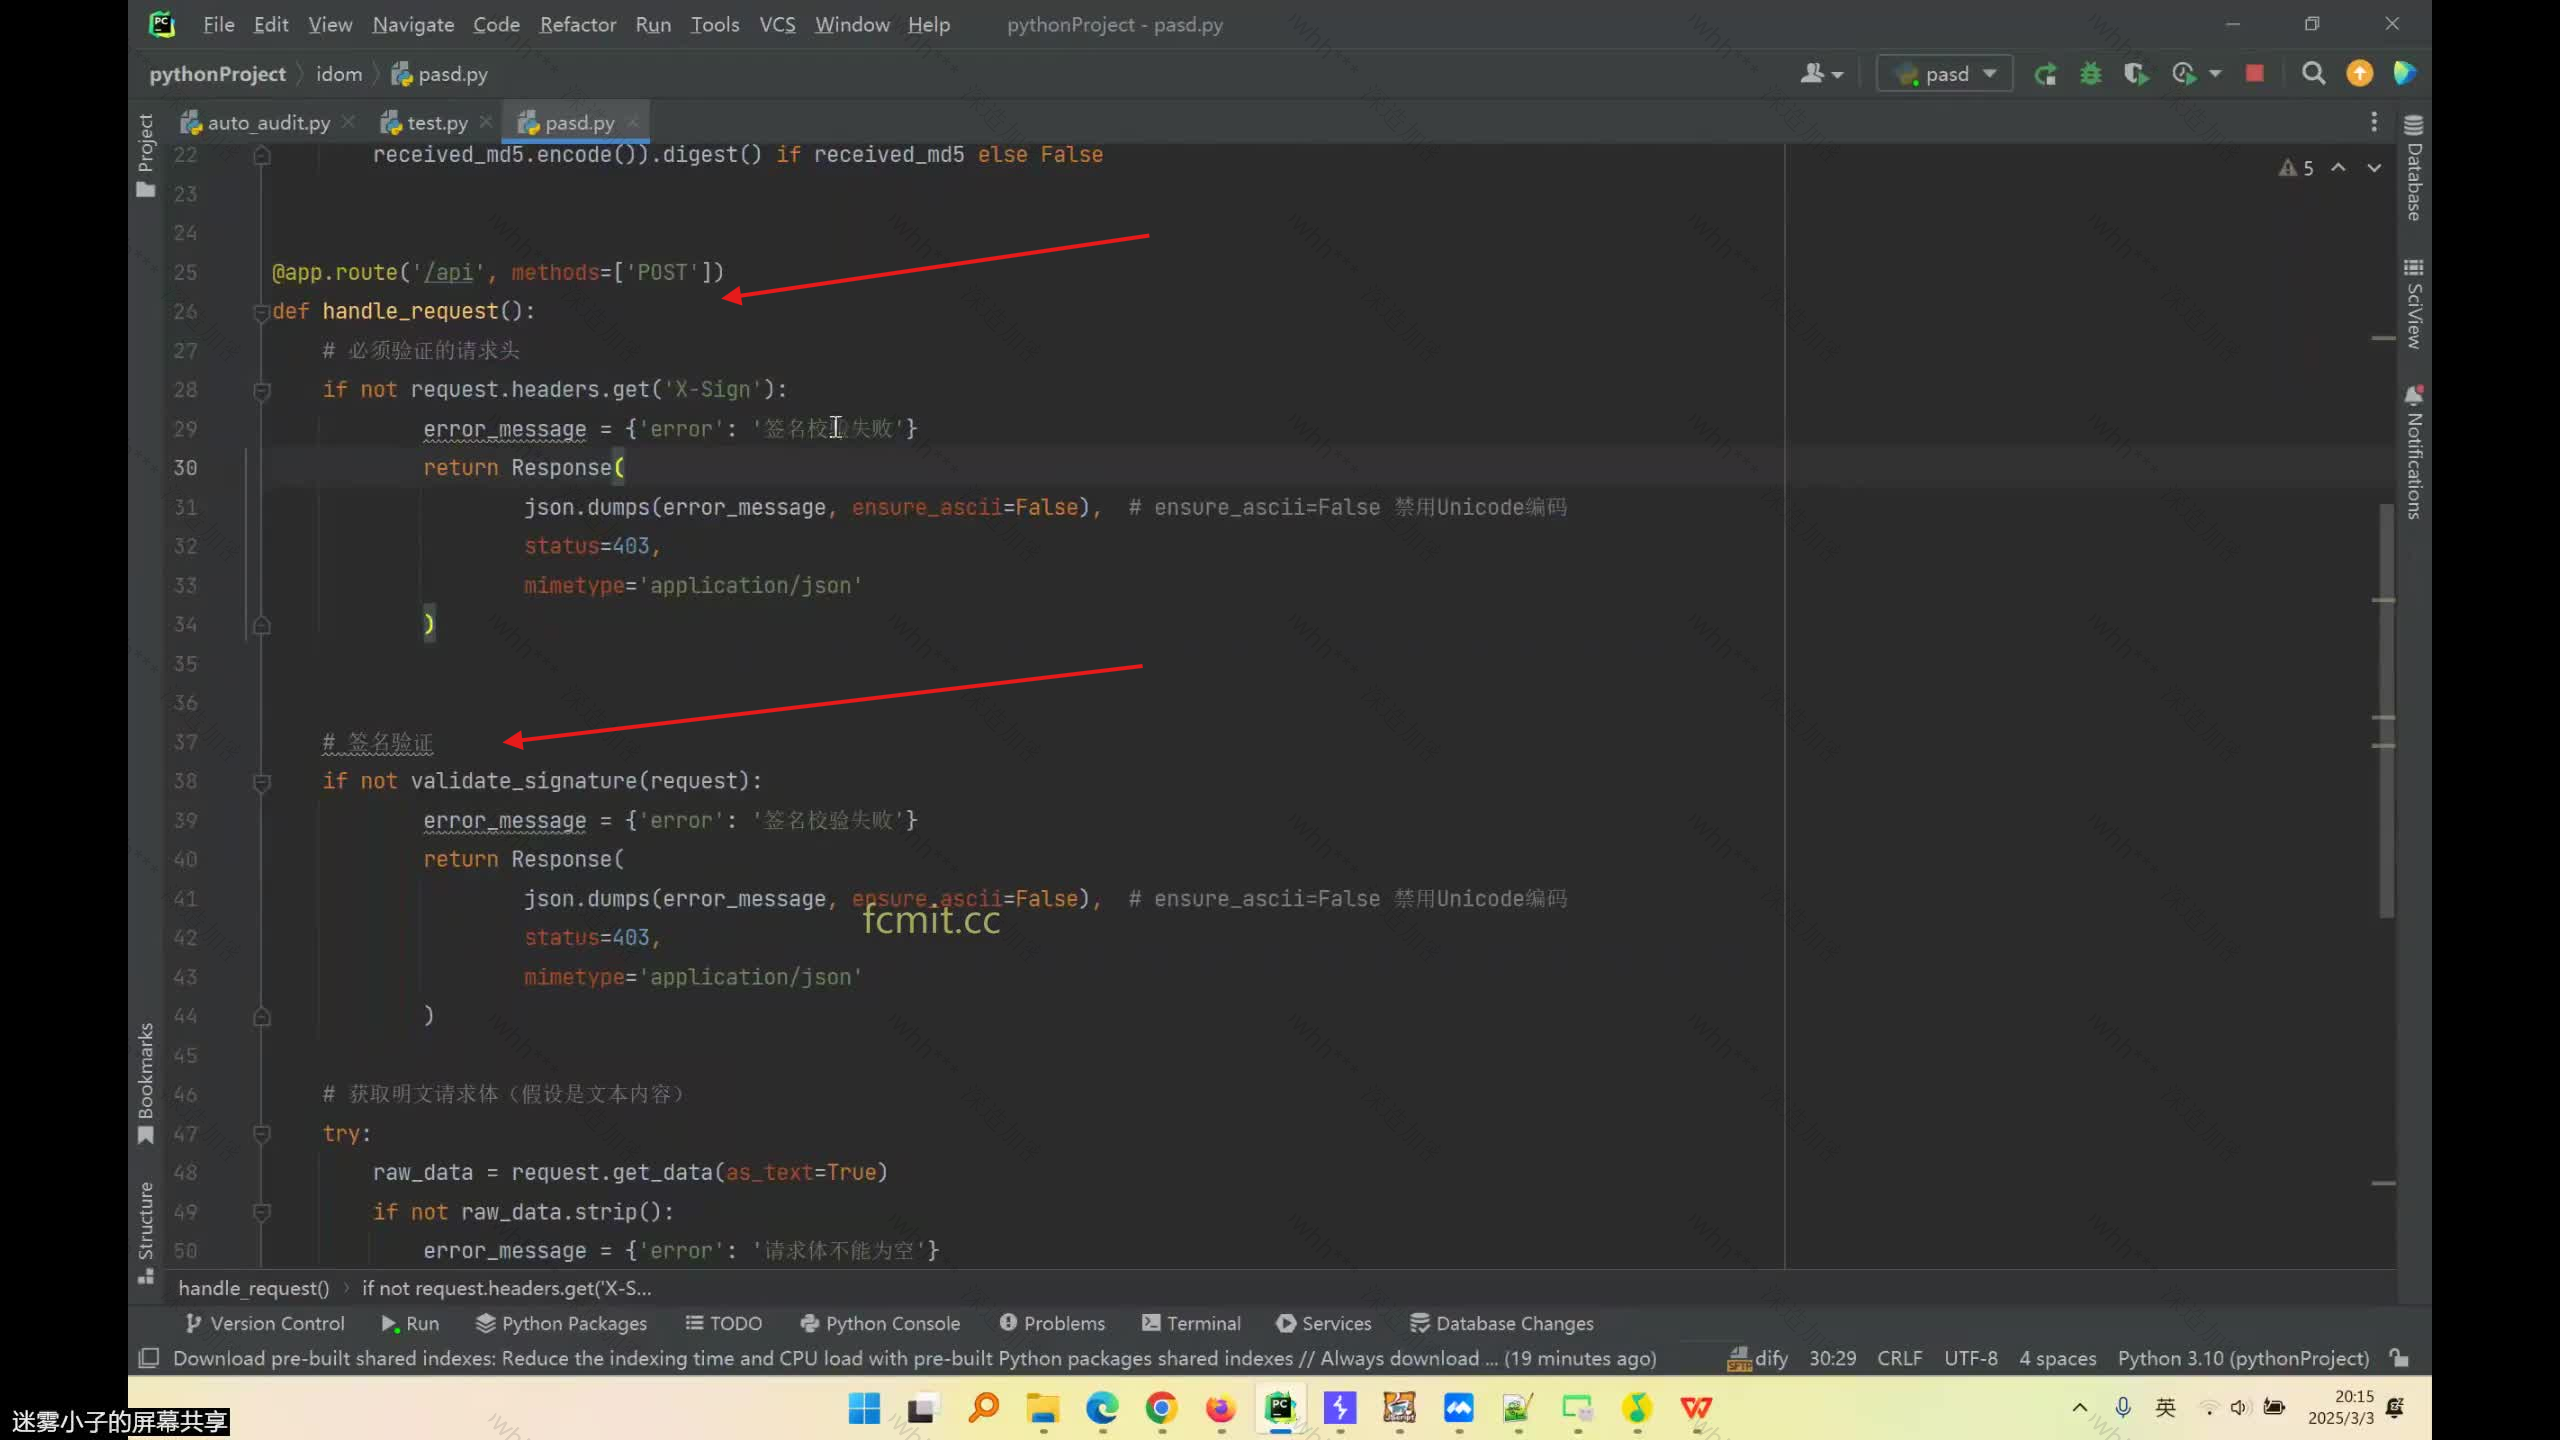 File Edit View Navigate Code Refactor Run Tools VCS Window Help pythonProject - pasd.py
pythonProject idom pasd.py pasd
auto_audit.py test.py pasd.py
Project
Database
SciView
Notifications
5
22 received_md5.encode()).digest() if received_md5 else False
23
24
25 @app.route('/api', methods=['POST'])
26 def handle_request():
27 # 必须验证的请求头
28 if not request.headers.get('X-Sign'):
29 error_message = {'error': '签名校验失败'}
30 return Response(
31 json.dumps(error_message, ensure_ascii=False), # ensure_ascii=False 禁用Unicode编码
32 status=403,
33 mimetype='application/json'
34 )
35
36
37 # 签名验证
38 if not validate_signature(request):
39 error_message = {'error': '签名校验失败'}
40 return Response(
41 json.dumps(error_message, ensure_ascii=False), # ensure_ascii=False 禁用Unicode编码
fcmit.cc
42 status=403,
43 mimetype='application/json'
44 )
45
46 # 获取明文请求体（假设是文本内容）
47 try:
48 raw_data = request.get_data(as_text=True)
49 if not raw_data.strip():
50 error_message = {'error': '请求体不能为空'}
Bookmarks
Structure
handle_request() if not request.headers.get('X-S...
Version Control Run Python Packages TODO Python Console Problems Terminal Services Database Changes
Download pre-built shared indexes: Reduce the indexing time and CPU load with pre-built Python packages shared indexes // Always download ... (19 minutes ago) dify 30:29 CRLF UTF-8 4 spaces Python 3.10 (pythonProject)
迷雾小子的屏幕共享
英
20:15
2025/3/3